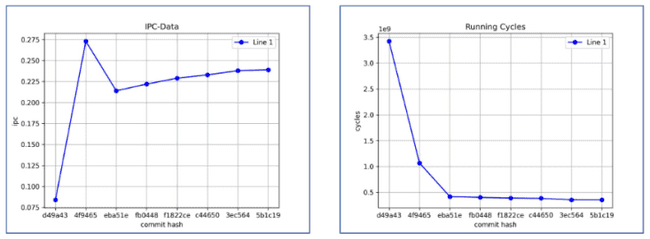 IPC-Data
Line 1
0.275
0.250
0.225
0.200
0.175
0.150
0.125
0.100
0.075
ipc
d49a43 4f9465 eba51e fb0448 f1822ce c44650 3ec564 5b1c19
commit hash
Running Cycles
1e9
Line 1
3.5
3.0
2.5
2.0
1.5
1.0
0.5
cycles
d49a43 4f9465 eba51e fb0448 f1822ce c44650 3ec564 5b1c19
commit hash